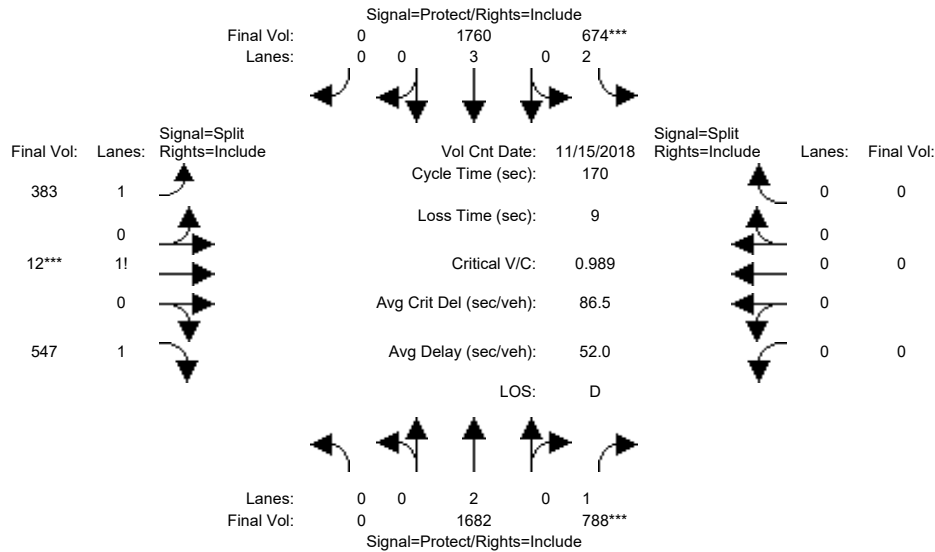 Signal=Protect/Rights=Include
Final Vol: 0 1760 674***
Lanes: 0 0 3 0 2
Signal=Split
Final Vol: Lanes: Rights=Include
Vol Cnt Date: 11/15/2018
Signal=Split
Rights=Include Lanes: Final Vol:
Cycle Time (sec): 170
383 1 0 0
Loss Time (sec): 9
0 0
12*** 1! Critical V/C: 0.989 0 0
0 Avg Crit Del (sec/veh): 86.5 0
547 1 Avg Delay (sec/veh): 52.0 0 0
LOS: D
Lanes: 0 0 2 0 1
Final Vol: 0 1682 788***
Signal=Protect/Rights=Include